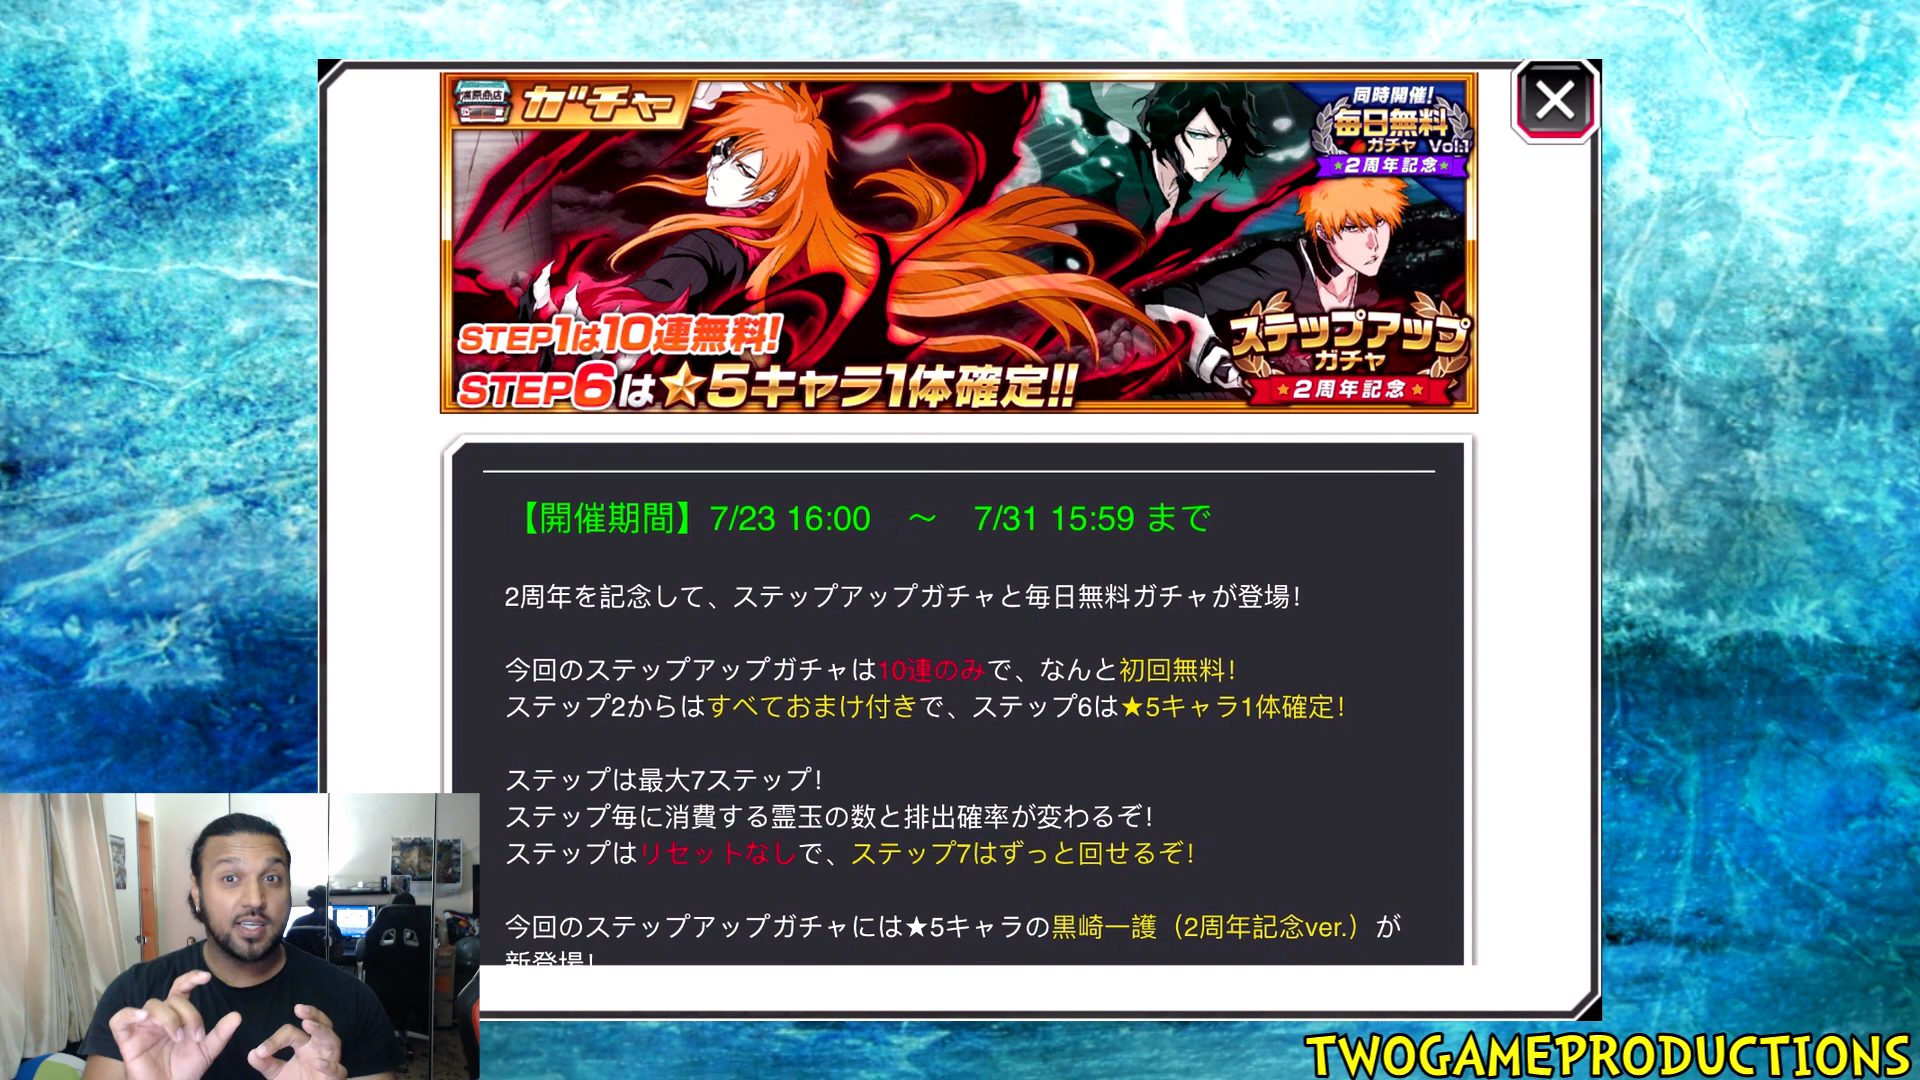 浦原商店
ガチャ
同時開催!
毎日無料
ガチャ Vol.1
★2周年記念★
STEP1は10連無料!
STEP6は★5キャラ1体確定!!
ステップアップ
ガチャ
★2周年記念★
【開催期間】7/23 16:00 ～ 7/31 15:59 まで
2周年を記念して、ステップアップガチャと毎日無料ガチャが登場!
今回のステップアップガチャは10連のみで、なんと初回無料!
ステップ2からはすべておまけ付きで、ステップ6は★5キャラ1体確定!
ステップは最大7ステップ!
ステップ毎に消費する霊玉の数と排出確率が変わるぞ!
ステップはリセットなしで、ステップ7はずっと回せるぞ!
今回のステップアップガチャには★5キャラの黒崎一護（2周年記念ver.）が
新登場!
TWOGAMEPRODUCTIONS